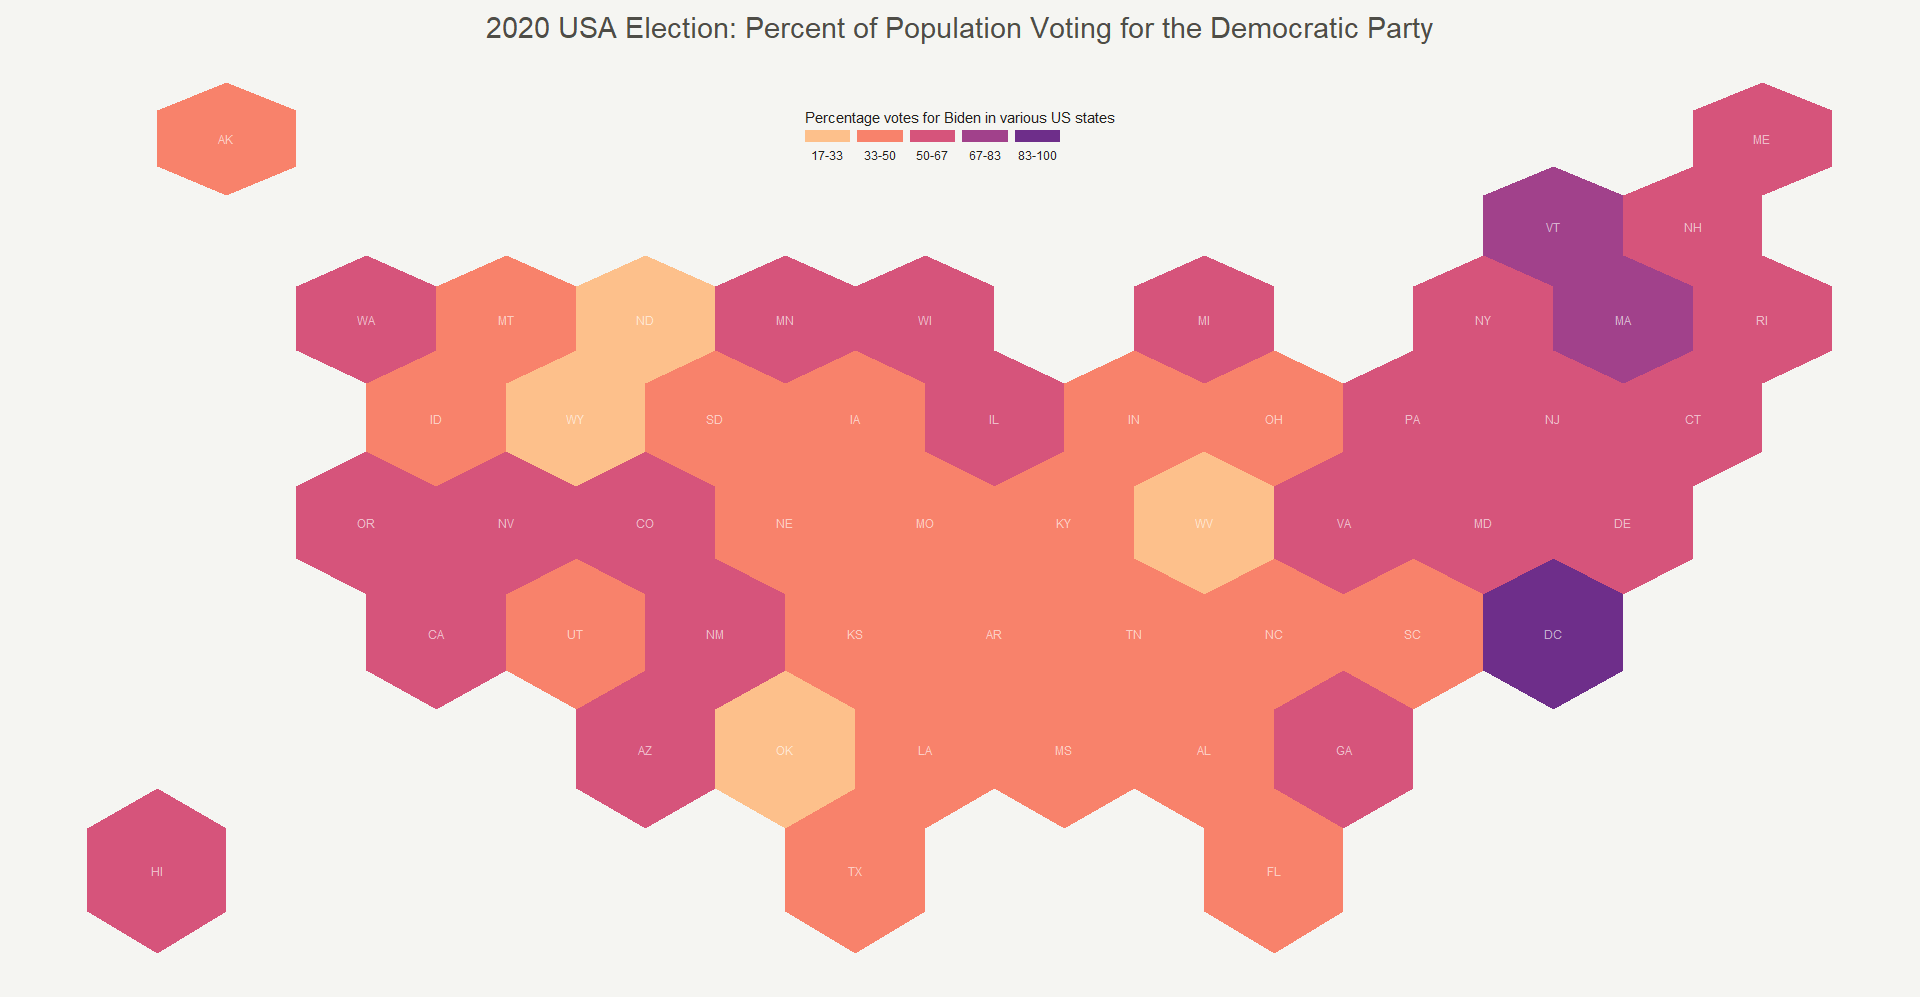 2020 USA Election: Percent of Population Voting for the Democratic Party
Percentage votes for Biden in various US states
17-33 33-50 50-67 67-83 83-100
AK ME
VT NH
WA MT ND MN WI MI NY MA RI
ID WY SD IA IL IN OH PA NJ CT
OR NV CO NE MO KY WV VA MD DE
CA UT NM KS AR TN NC SC DC
AZ OK LA MS AL GA
HI TX FL